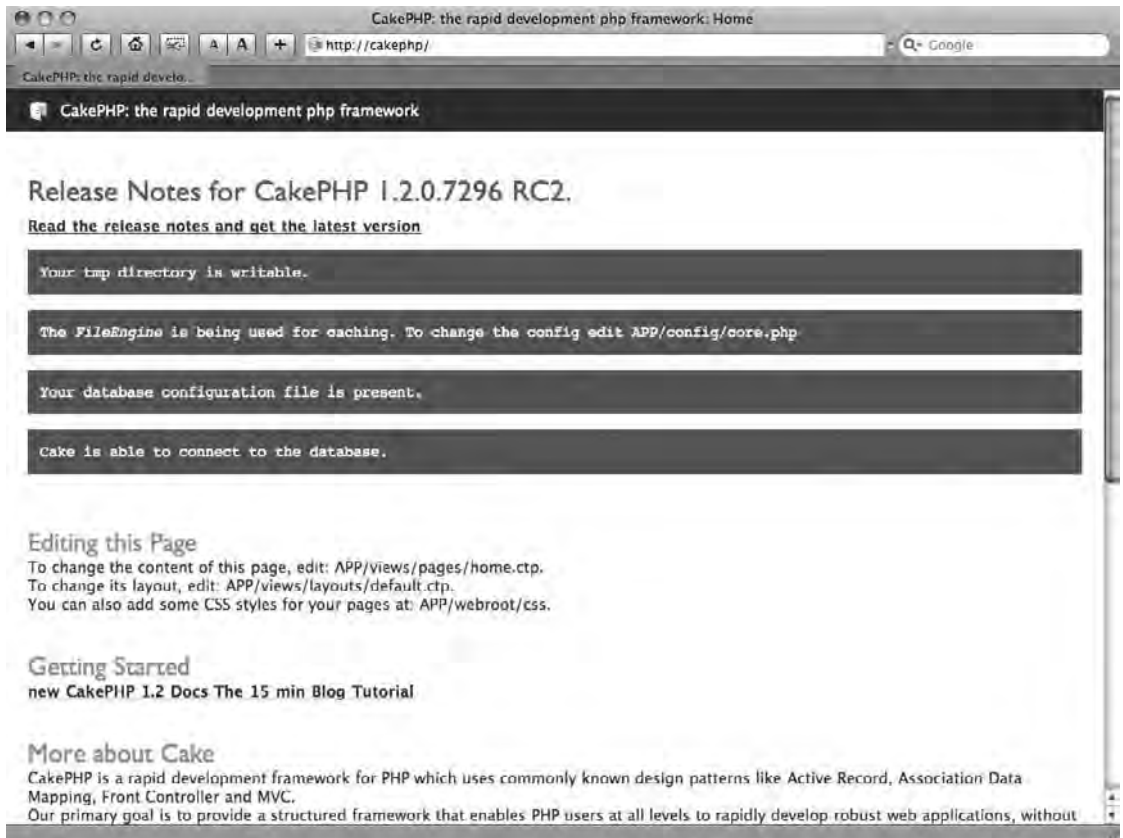 CakePHP: the rapid development php framework: Home
A A + http://cakephp/ Google
CakePHP: the rapid develo...
CakePHP: the rapid development php framework
Release Notes for CakePHP 1.2.0.7296 RC2.
Read the release notes and get the latest version
Your tmp directory is writable.
The FileEngine is being used for caching. To change the config edit APP/config/core.php
Your database configuration file is present.
Cake is able to connect to the database.
Editing this Page
To change the content of this page, edit: APP/views/pages/home.ctp.
To change its layout, edit: APP/views/layouts/default.ctp.
You can also add some CSS styles for your pages at: APP/webroot/css.
Getting Started
new CakePHP 1.2 Docs The 15 min Blog Tutorial
More about Cake
CakePHP is a rapid development framework for PHP which uses commonly known design patterns like Active Record, Association Data
Mapping, Front Controller and MVC.
Our primary goal is to provide a structured framework that enables PHP users at all levels to rapidly develop robust web applications, without